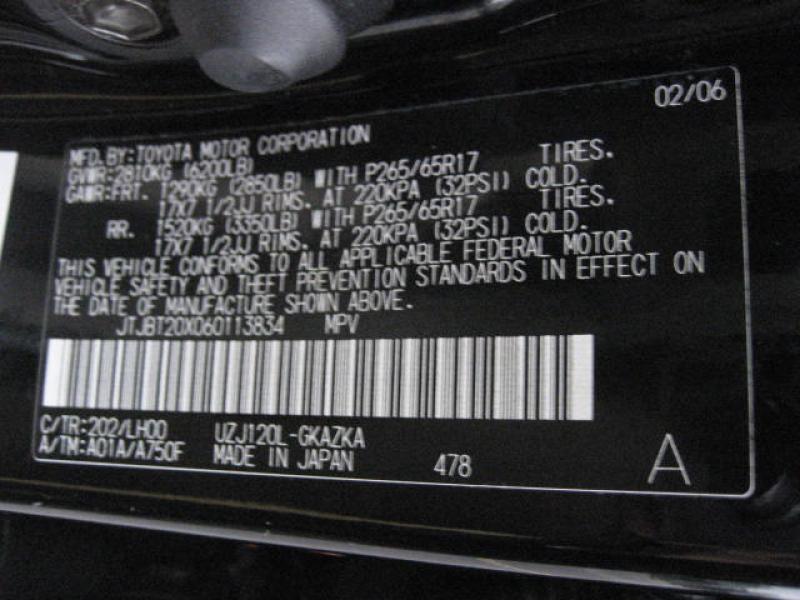 02/06
MFD.BY:TOYOTA MOTOR CORPORATION
GVWR:2810KG (6200LB)
GAWR:FRT. 1290KG (2850LB) WITH P265/65R17 TIRES.
17X7 1/2JJ RIMS. AT 220KPA (32PSI) COLD.
RR. 1520KG (3350LB) WITH P265/65R17 TIRES.
17X7 1/2JJ RIMS. AT 220KPA (32PSI) COLD.
THIS VEHICLE CONFORMS TO ALL APPLICABLE FEDERAL MOTOR
VEHICLE SAFETY AND THEFT PREVENTION STANDARDS IN EFFECT ON
THE DATE OF MANUFACTURE SHOWN ABOVE.
JTJBT20X060113834 MPV
C/TR:202/LH00 UZJ120L-GKAZKA
A/TM:A01A/A750F MADE IN JAPAN 478 A